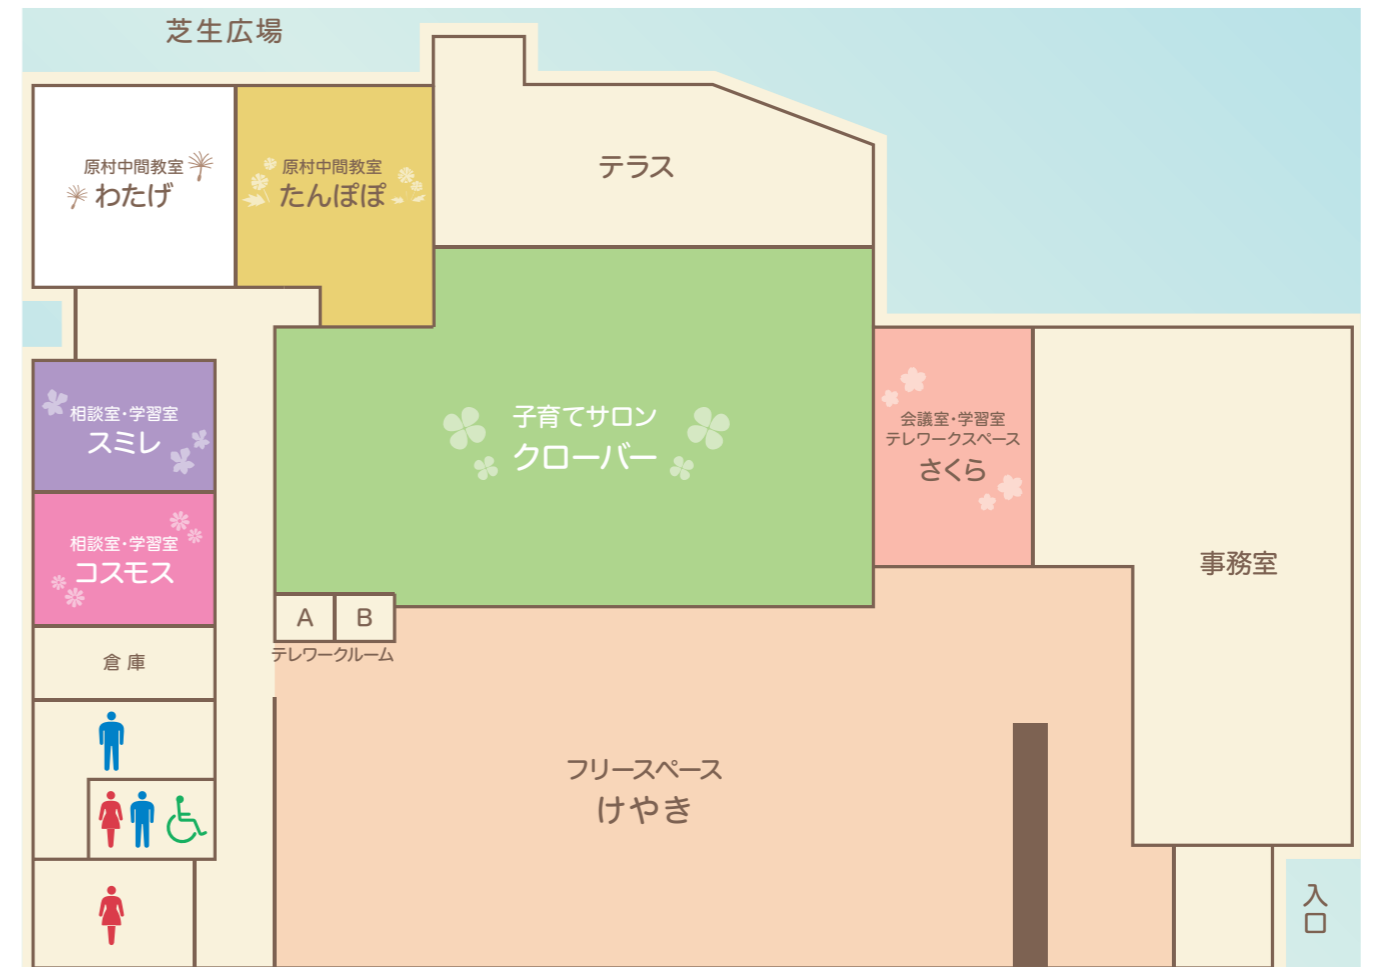 芝生広場
原村中間教室
わたげ
原村中間教室
たんぽぽ
テラス
相談室・学習室
スミレ
子育てサロン
クローバー
会議室・学習室
テレワークスペース
さくら
相談室・学習室
コスモス
事務室
A
B
テレワークルーム
倉庫
フリースペース
けやき
入口